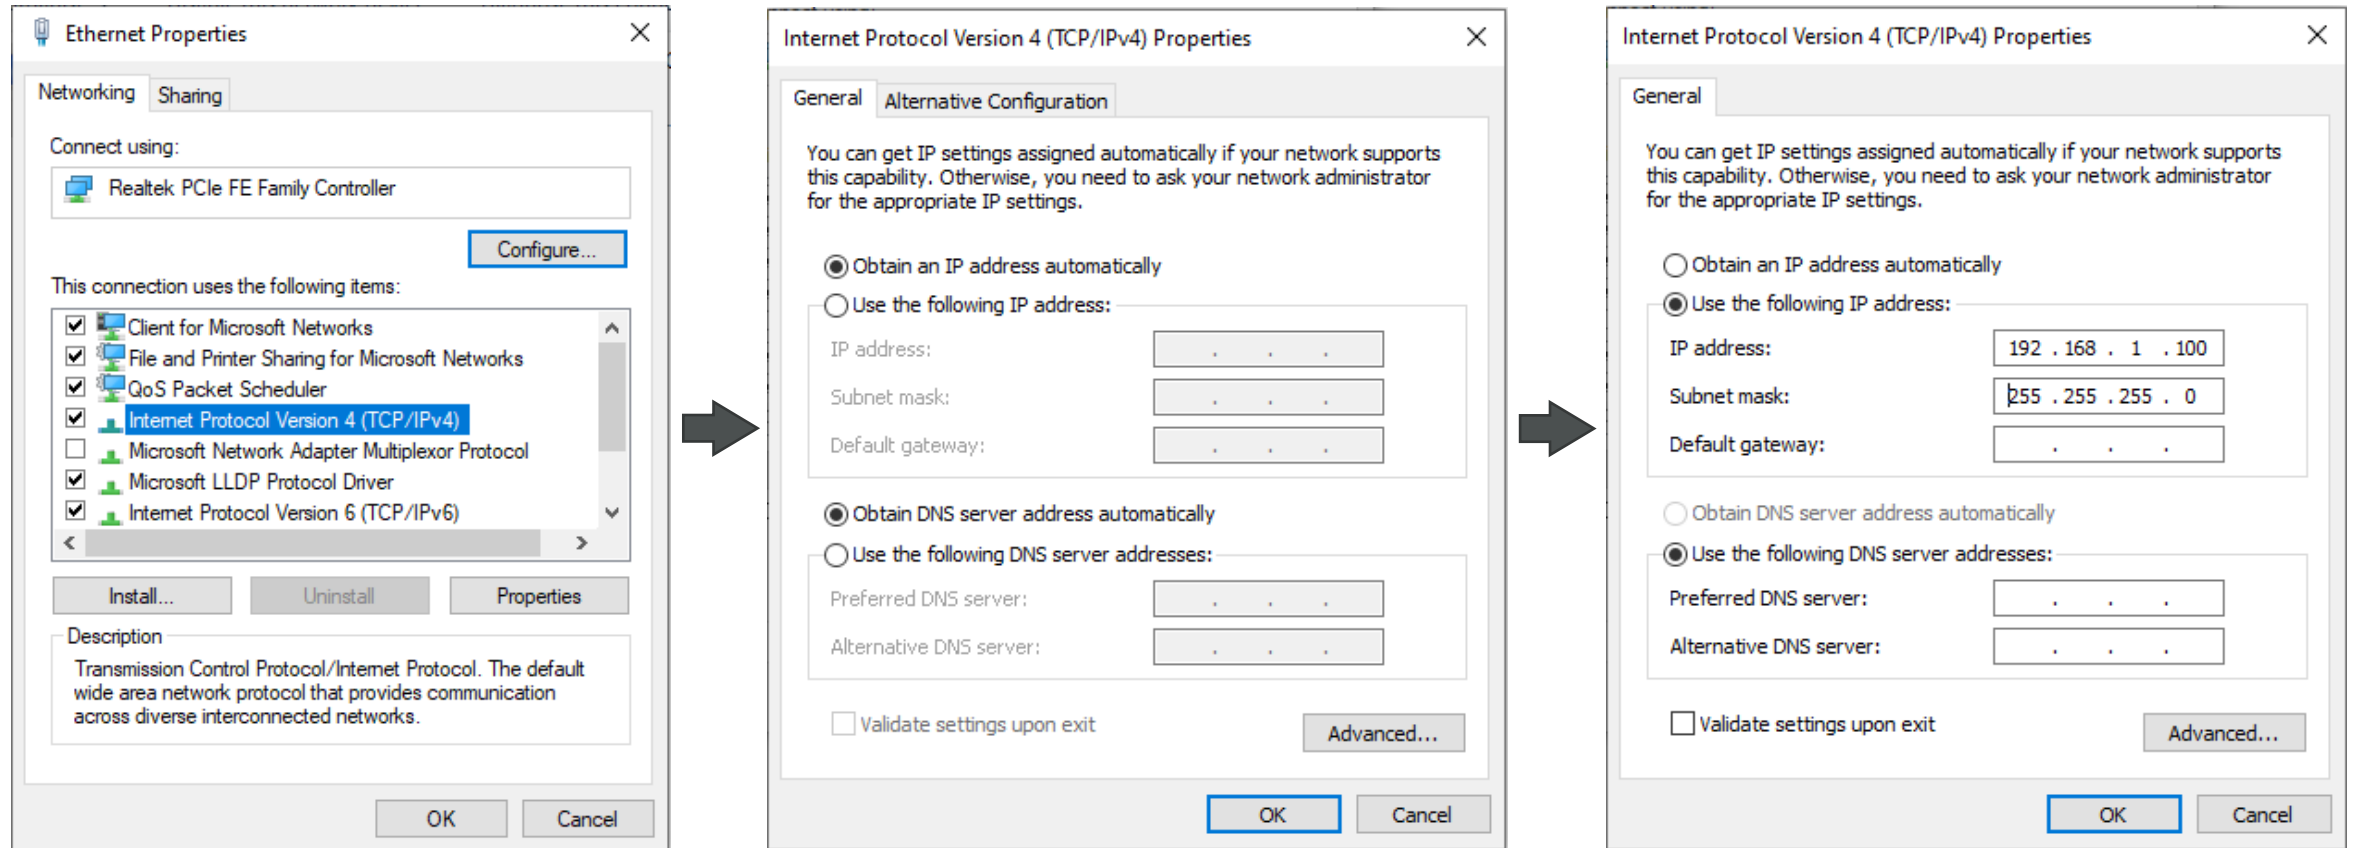 Ethernet Properties
Networking
Sharing
Connect using:
Realtek PCIe FE Family Controller
Configure...
This connection uses the following items:
Client for Microsoft Networks
File and Printer Sharing for Microsoft Networks
QoS Packet Scheduler
Internet Protocol Version 4 (TCP/IPv4)
Microsoft Network Adapter Multiplexor Protocol
Microsoft LLDP Protocol Driver
Internet Protocol Version 6 (TCP/IPv6)
Install...
Uninstall
Properties
Description
Transmission Control Protocol/Internet Protocol. The default
wide area network protocol that provides communication
across diverse interconnected networks.
OK
Cancel
Internet Protocol Version 4 (TCP/IPv4) Properties
General
Alternative Configuration
You can get IP settings assigned automatically if your network supports
this capability. Otherwise, you need to ask your network administrator
for the appropriate IP settings.
Obtain an IP address automatically
Use the following IP address:
IP address:
. . .
Subnet mask:
. . .
Default gateway:
. . .
Obtain DNS server address automatically
Use the following DNS server addresses:
Preferred DNS server:
. . .
Alternative DNS server:
. . .
Validate settings upon exit
Advanced...
OK
Cancel
Internet Protocol Version 4 (TCP/IPv4) Properties
General
You can get IP settings assigned automatically if your network supports
this capability. Otherwise, you need to ask your network administrator
for the appropriate IP settings.
Obtain an IP address automatically
Use the following IP address:
IP address:
192 . 168 . 1 . 100
Subnet mask:
255 . 255 . 255 . 0
Default gateway:
. . .
Obtain DNS server address automatically
Use the following DNS server addresses:
Preferred DNS server:
. . .
Alternative DNS server:
. . .
Validate settings upon exit
Advanced...
OK
Cancel